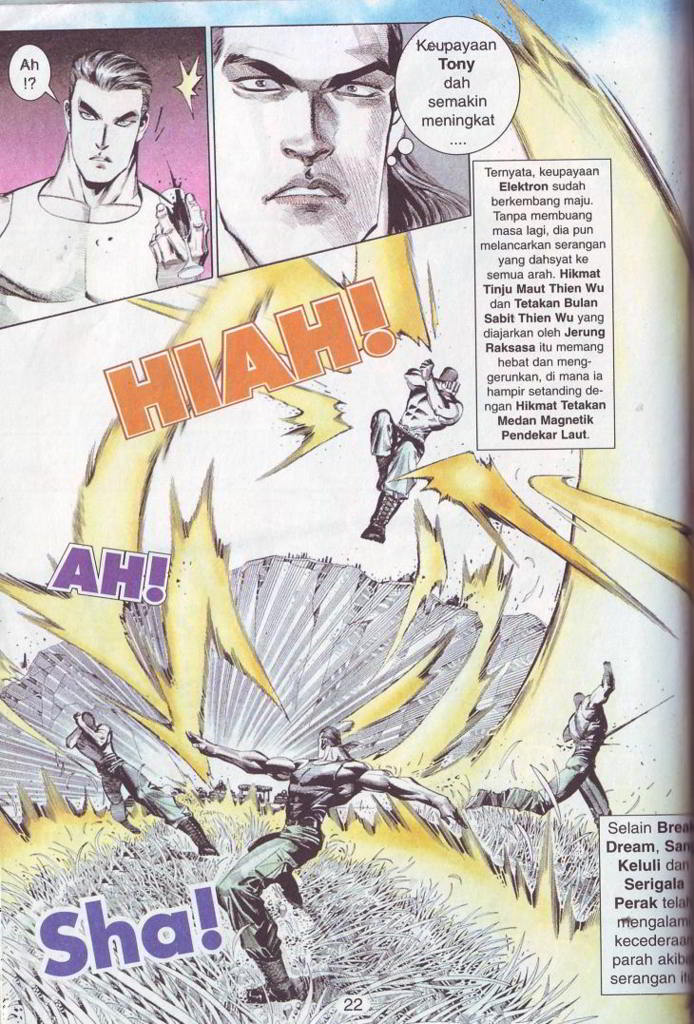 Ah
!?
Keupayaan
Tony
dah
semakin
meningkat
....
Ternyata, keupayaan
Elektron sudah
berkembang maju.
Tanpa membuang
masa lagi, dia pun
melancarkan serangan
yang dahsyat ke
semua arah. Hikmat
Tinju Maut Thien Wu
dan Tetakan Bulan
Sabit Thien Wu yang
diajarkan oleh Jerung
Raksasa itu memang
hebat dan meng-
gerunkan, di mana ia
hampir setanding de-
ngan Hikmat Tetakan
Medan Magnetik
Pendekar Laut.
HIAH!
AH!
Selain
Dream,
Keluli dan
Serigala
Perak
mengalami
parah
serangan
Sha!
22